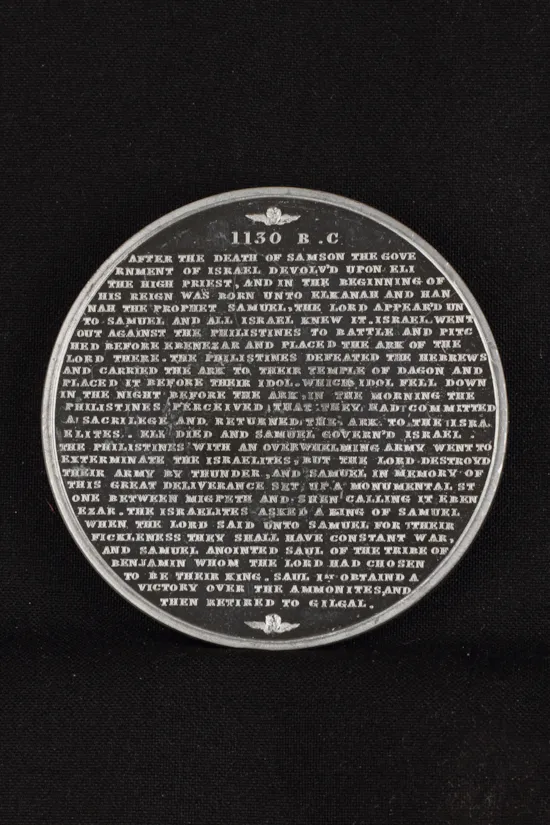 1130 B.C
AFTER THE DEATH OF SAMSON THE GOVE
RNMENT OF ISRAEL DEVOLV'D UPON ELI
THE HIGH PRIEST, AND IN THE BEGINNING OF
HIS REIGN WAS BORN UNTO ELKANAH AND HAN
NAH THE PROPHET SAMUEL, THE LORD APPEAR'D UN
TO SAMUEL AND ALL ISRAEL KNEW IT. ISRAEL WENT
OUT AGAINST THE PHILISTINES TO BATTLE AND PITC
HED BEFORE EBENEZAR AND PLACED THE ARK OF THE
LORD THERE. THE PHILISTINES DEFEATED THE HEBREWS
AND CARRIED THE ARK TO THEIR TEMPLE OF DAGON AND
PLACED IT BEFORE THEIR IDOL. WHICH IDOL FELL DOWN
IN THE NIGHT BEFORE THE ARK, IN THE MORNING THE
PHILISTINES PERCEIVED THAT THEY HAD COMMITTED
A SACRILEGE AND RETURNED THE ARK TO THE ISRA
ELITES. ELI DIED AND SAMUEL GOVERN'D ISRAEL
THE PHILISTINES WITH AN OVERWHELMING ARMY WENT TO
EXTERMINATE THE ISRAELITES, BUT THE LORD DESTROYD
THEIR ARMY BY THUNDER, AND SAMUEL IN MEMORY OF
THIS GREAT DELIVERANCE SET UP A MONUMENTAL ST
ONE BETWEEN MIGPETH AND SHEN CALLING IT EBEN
EZAR. THE ISRAELITES ASKED A KING OF SAMUEL
WHEN THE LORD SAID UNTO SAMUEL FOR THEIR
FICKLENESS THEY SHALL HAVE CONSTANT WAR,
AND SAMUEL ANOINTED SAUL OF THE TRIBE OF
BENJAMIN WHOM THE LORD HAD CHOSEN
TO BE THEIR KING. SAUL 1ST OBTAIND A
VICTORY OVER THE AMMONITES, AND
THEN RETIRED TO GILGAL.